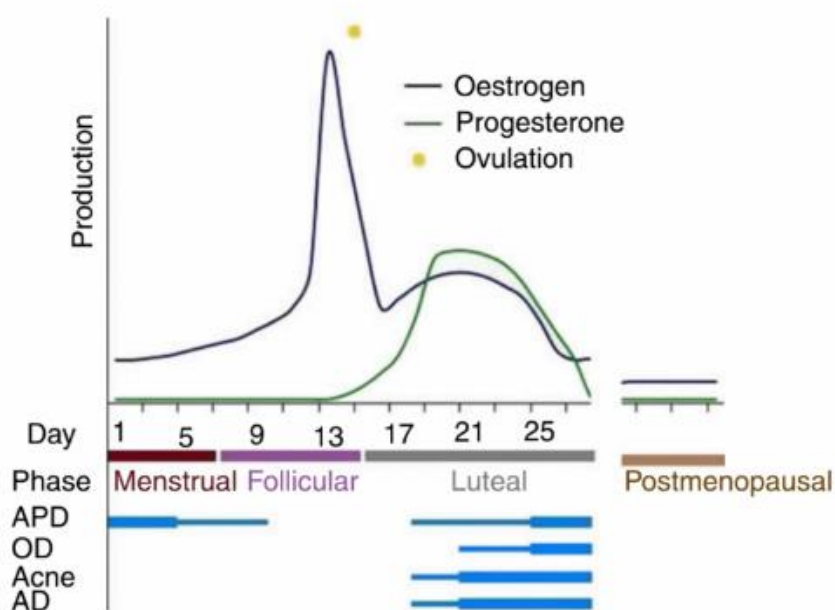 Production
Oestrogen
Progesterone
Ovulation
Day 1 5 9 13 17 21 25
Phase Menstrual Follicular Luteal Postmenopausal
APD
OD
Acne
AD